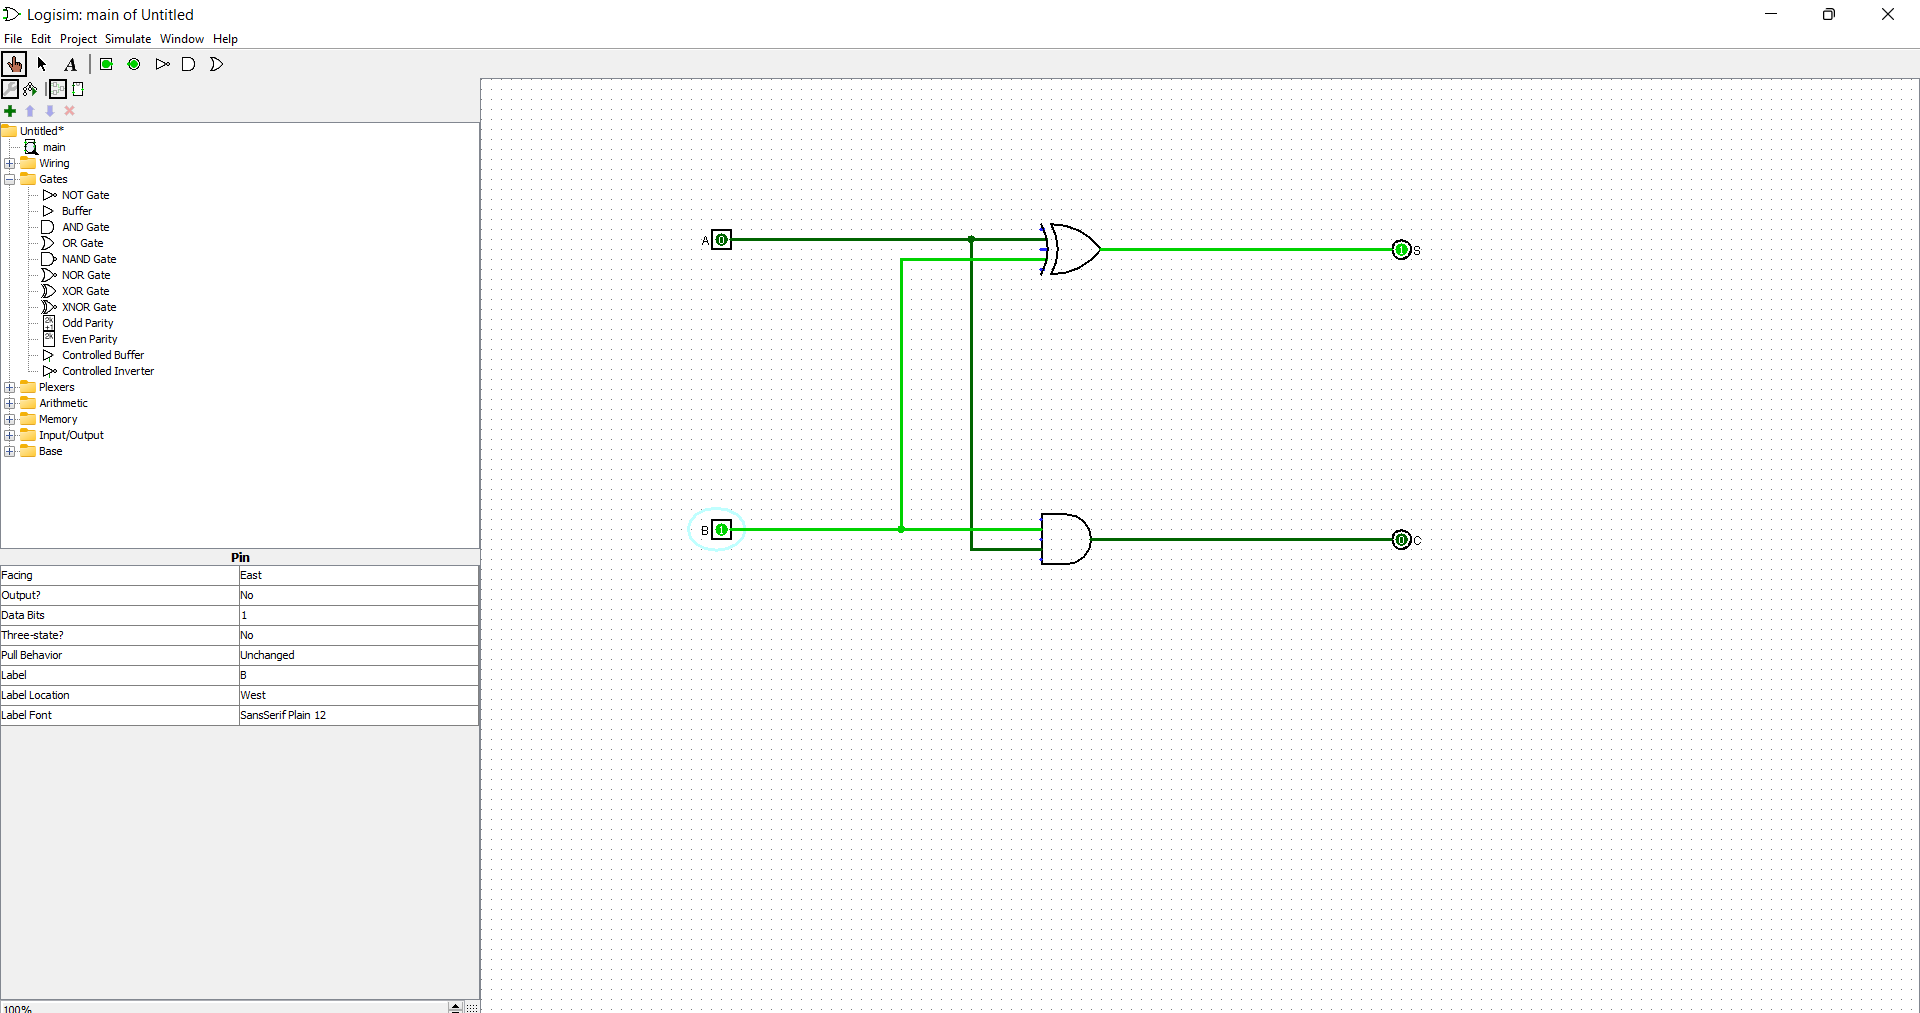 Logisim: main of Untitled
File Edit Project Simulate Window Help
A
Untitled*
main
Wiring
Gates
NOT Gate
Buffer
AND Gate
OR Gate
NAND Gate
NOR Gate
XOR Gate
XNOR Gate
2k
+1
Odd Parity
2k
Even Parity
Controlled Buffer
Controlled Inverter
Plexers
Arithmetic
Memory
Input/Output
Base
Pin
Facing East
Output? No
Data Bits 1
Three-state? No
Pull Behavior Unchanged
Label B
Label Location West
Label Font SansSerif Plain 12
100%
A 0
1 S
B 1
0 C